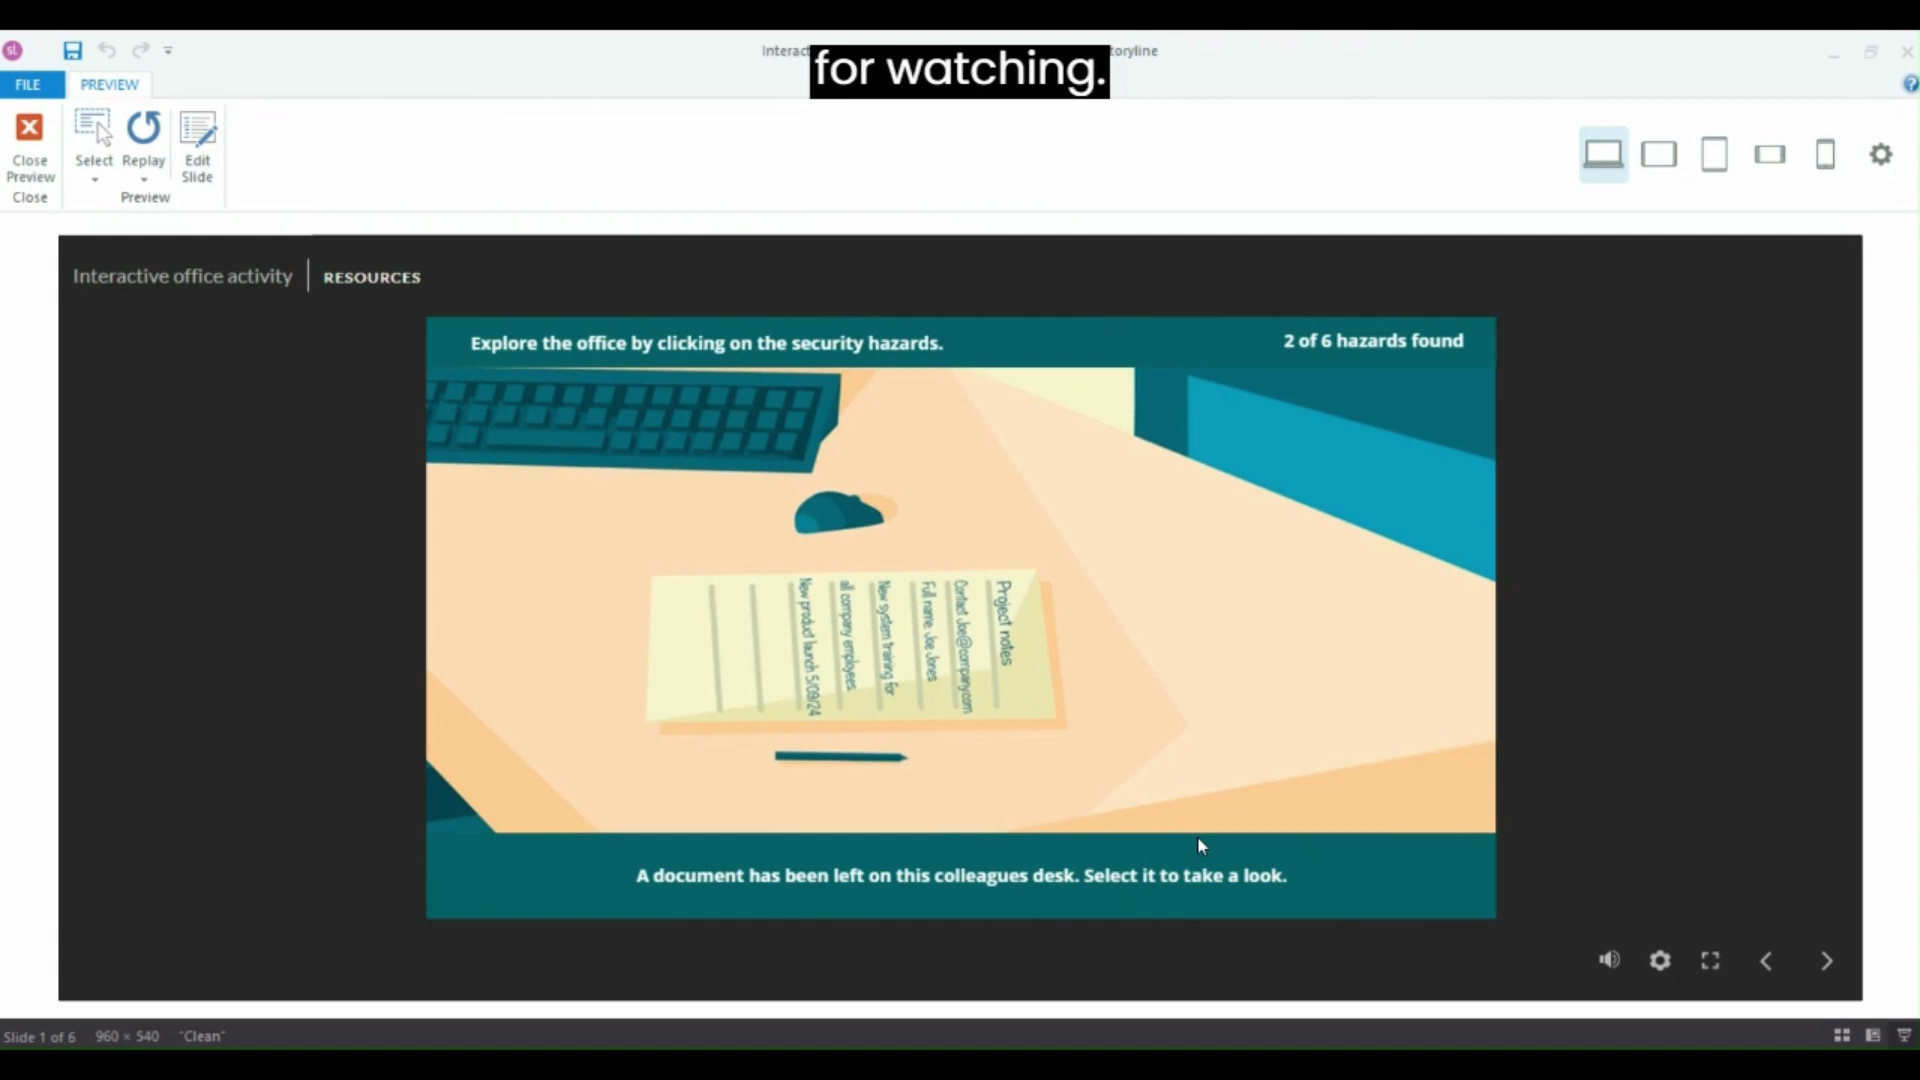 Interac
toryline
for watching.
FILE
PREVIEW
Close
Preview
Select
Replay
Edit
Slide
Close
Preview
Interactive office activity
RESOURCES
Explore the office by clicking on the security hazards.
2 of 6 hazards found
Project notes
Contact Joe@company.com
Full name: Joe Jones
New system training for
all company employees
New product launch 5/09/24
A document has been left on this colleagues desk. Select it to take a look.
Slide 1 of 6
960 × 540
"Clean"